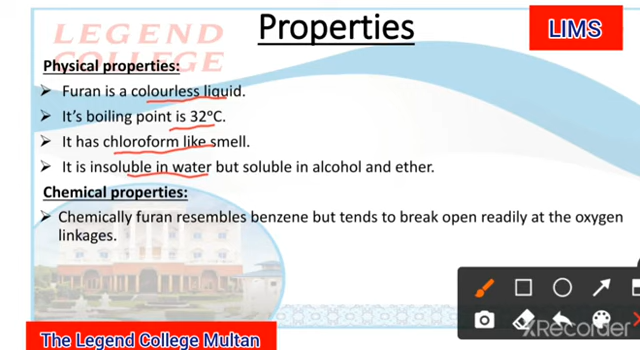 Properties
LIMS
LEGEND
COLLEGE
Physical properties:
➤ Furan is a colourless liquid.
➤ It's boiling point is 32°C.
➤ It has chloroform like smell.
➤ It is insoluble in water but soluble in alcohol and ether.
Chemical properties:
➤ Chemically furan resembles benzene but tends to break open readily at the oxygen
linkages.
The Legend College Multan
XRecorder